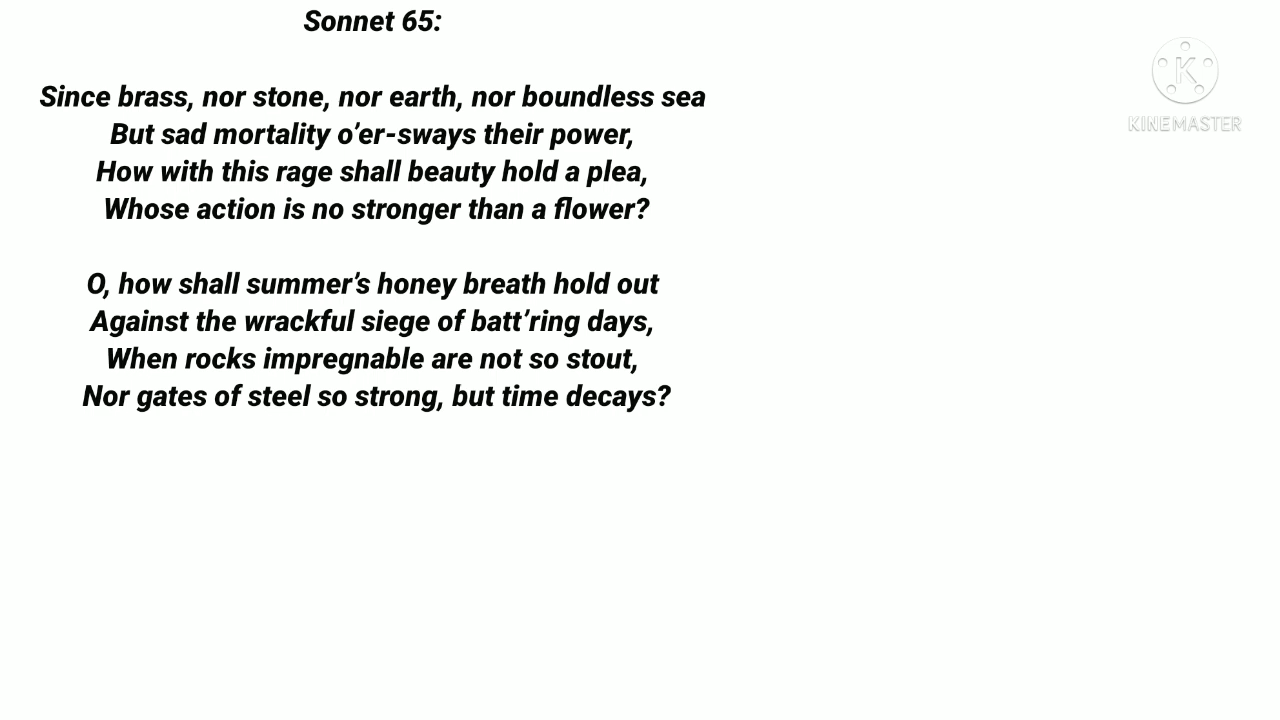 Sonnet 65:
Since brass, nor stone, nor earth, nor boundless sea
But sad mortality o’er-sways their power,
How with this rage shall beauty hold a plea,
Whose action is no stronger than a flower?
O, how shall summer’s honey breath hold out
Against the wrackful siege of batt’ring days,
When rocks impregnable are not so stout,
Nor gates of steel so strong, but time decays?
K
KINEMASTER